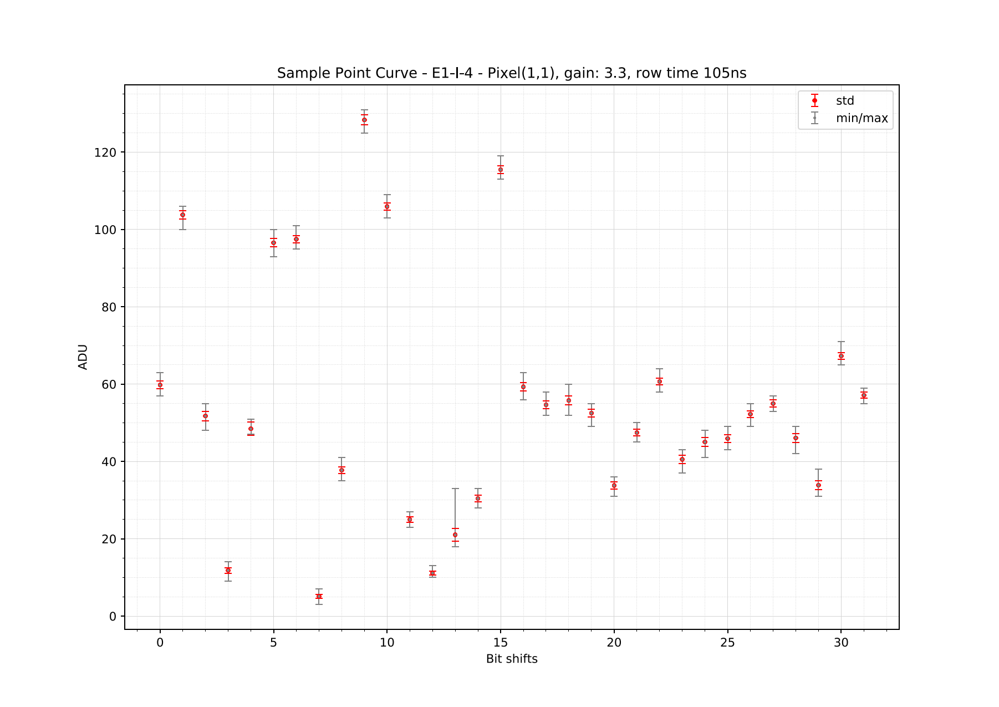 Sample Point Curve - E1-I-4 - Pixel(1,1), gain: 3.3, row time 105ns
std
min/max
120
100
80
60
40
20
0
ADU
0 5 10 15 20 25 30
Bit shifts